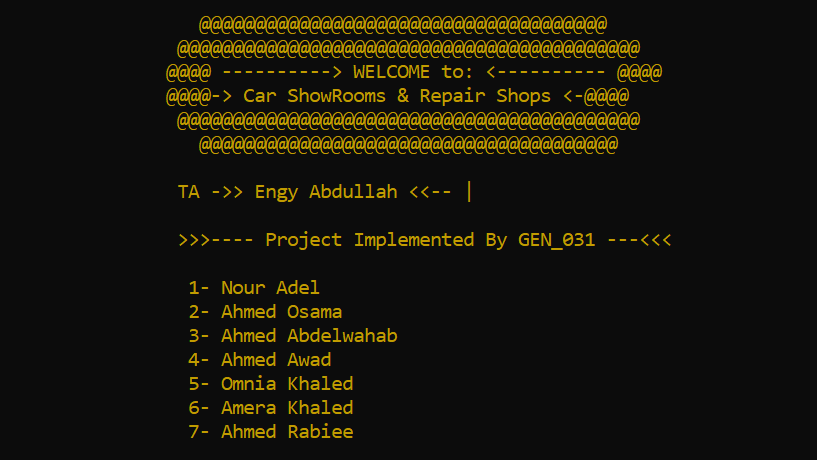 @@@@@@@@@@@@@@@@@@@@@@@@@@@@@@@@@@@@@
@@@@@@@@@@@@@@@@@@@@@@@@@@@@@@@@@@@@@@@@@@
@@@@ ----------> WELCOME to: <---------- @@@@
@@@@-> Car ShowRooms & Repair Shops <-@@@@
@@@@@@@@@@@@@@@@@@@@@@@@@@@@@@@@@@@@@@@@@@
@@@@@@@@@@@@@@@@@@@@@@@@@@@@@@@@@@@@@@
TA ->> Engy Abdullah <<-- |
>>>---- Project Implemented By GEN_031 ---<<<
1- Nour Adel
2- Ahmed Osama
3- Ahmed Abdelwahab
4- Ahmed Awad
5- Omnia Khaled
6- Amera Khaled
7- Ahmed Rabiee